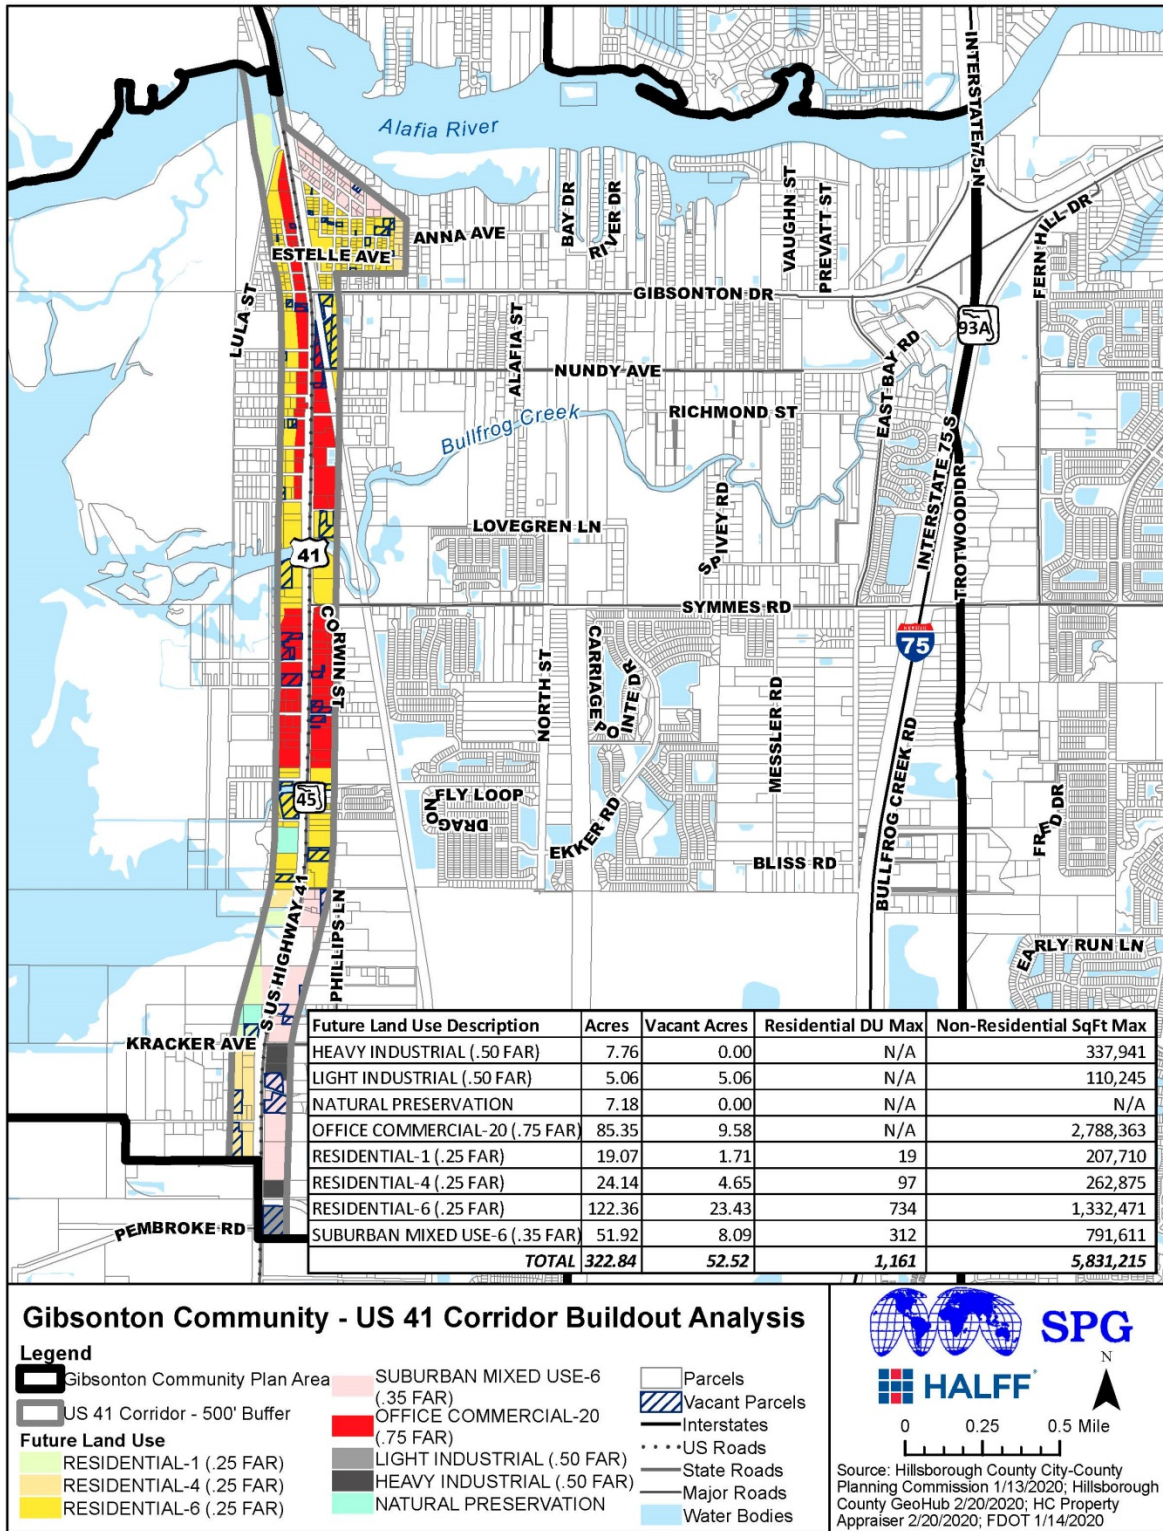 INTERSTATE 75 N
Alafia River
ANNA AVE
BAY DR
RIVER DR
VAUGHN ST
PREVATT ST
FERN HILL DR
ESTELLE AVE
LULA ST
GIBSONTON DR
93A
ALAFIA ST
NUNDY AVE
EAST BAY RD
RICHMOND ST
Bullfrog Creek
INTERSTATE 75 S
TROTWOOD DR
LOVEGREN LN
SPIVEY RD
41
SYMMES RD
CORWIN ST
75
NORTH ST
CARRIAGE POINTE DR
MESSLER RD
BULLFROG CREEK RD
45
DRAGONFLY LOOP
EKKER RD
BLISS RD
FRED DR
S US HIGHWAY 41
PHILLIPS LN
EARLY RUN LN
KRACKER AVE
PEMBROKE RD
Future Land Use Description Acres Vacant Acres Residential DU Max Non-Residential SqFt Max
HEAVY INDUSTRIAL (.50 FAR) 7.76 0.00 N/A 337,941
LIGHT INDUSTRIAL (.50 FAR) 5.06 5.06 N/A 110,245
NATURAL PRESERVATION 7.18 0.00 N/A N/A
OFFICE COMMERCIAL-20 (.75 FAR) 85.35 9.58 N/A 2,788,363
RESIDENTIAL-1 (.25 FAR) 19.07 1.71 19 207,710
RESIDENTIAL-4 (.25 FAR) 24.14 4.65 97 262,875
RESIDENTIAL-6 (.25 FAR) 122.36 23.43 734 1,332,471
SUBURBAN MIXED USE-6 (.35 FAR) 51.92 8.09 312 791,611
TOTAL 322.84 52.52 1,161 5,831,215
Gibsonton Community - US 41 Corridor Buildout Analysis
Legend
Gibsonton Community Plan Area
US 41 Corridor - 500' Buffer
Future Land Use
RESIDENTIAL-1 (.25 FAR)
RESIDENTIAL-4 (.25 FAR)
RESIDENTIAL-6 (.25 FAR)
SUBURBAN MIXED USE-6
(.35 FAR)
OFFICE COMMERCIAL-20
(.75 FAR)
LIGHT INDUSTRIAL (.50 FAR)
HEAVY INDUSTRIAL (.50 FAR)
NATURAL PRESERVATION
Parcels
Vacant Parcels
Interstates
US Roads
State Roads
Major Roads
Water Bodies
SPG
HALFF
N
0 0.25 0.5 Mile
Source: Hillsborough County City-County
Planning Commission 1/13/2020; Hillsborough
County GeoHub 2/20/2020; HC Property
Appraiser 2/20/2020; FDOT 1/14/2020